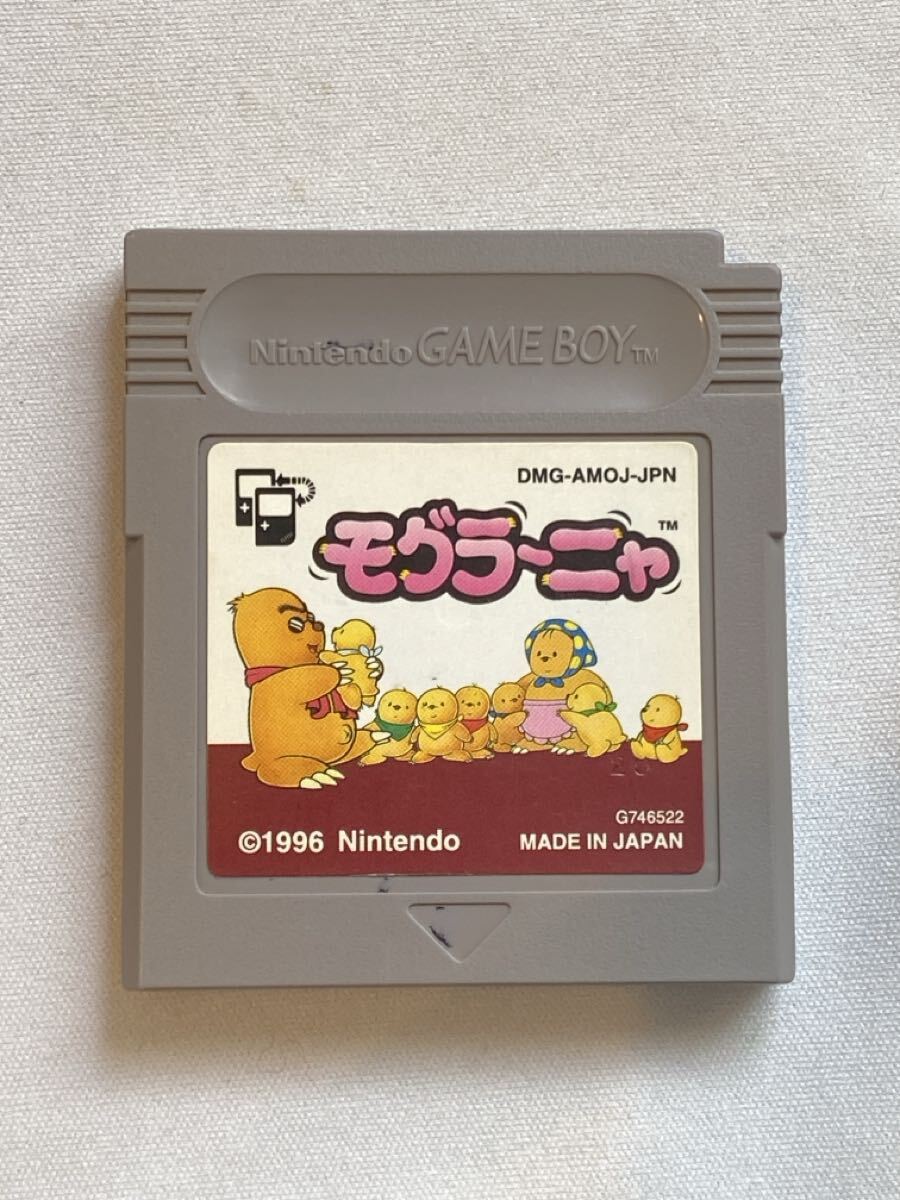 Nintendo GAME BOY™
DMG-AMOJ-JPN
モグラ〜ニャ™
G746522
©1996 Nintendo
MADE IN JAPAN